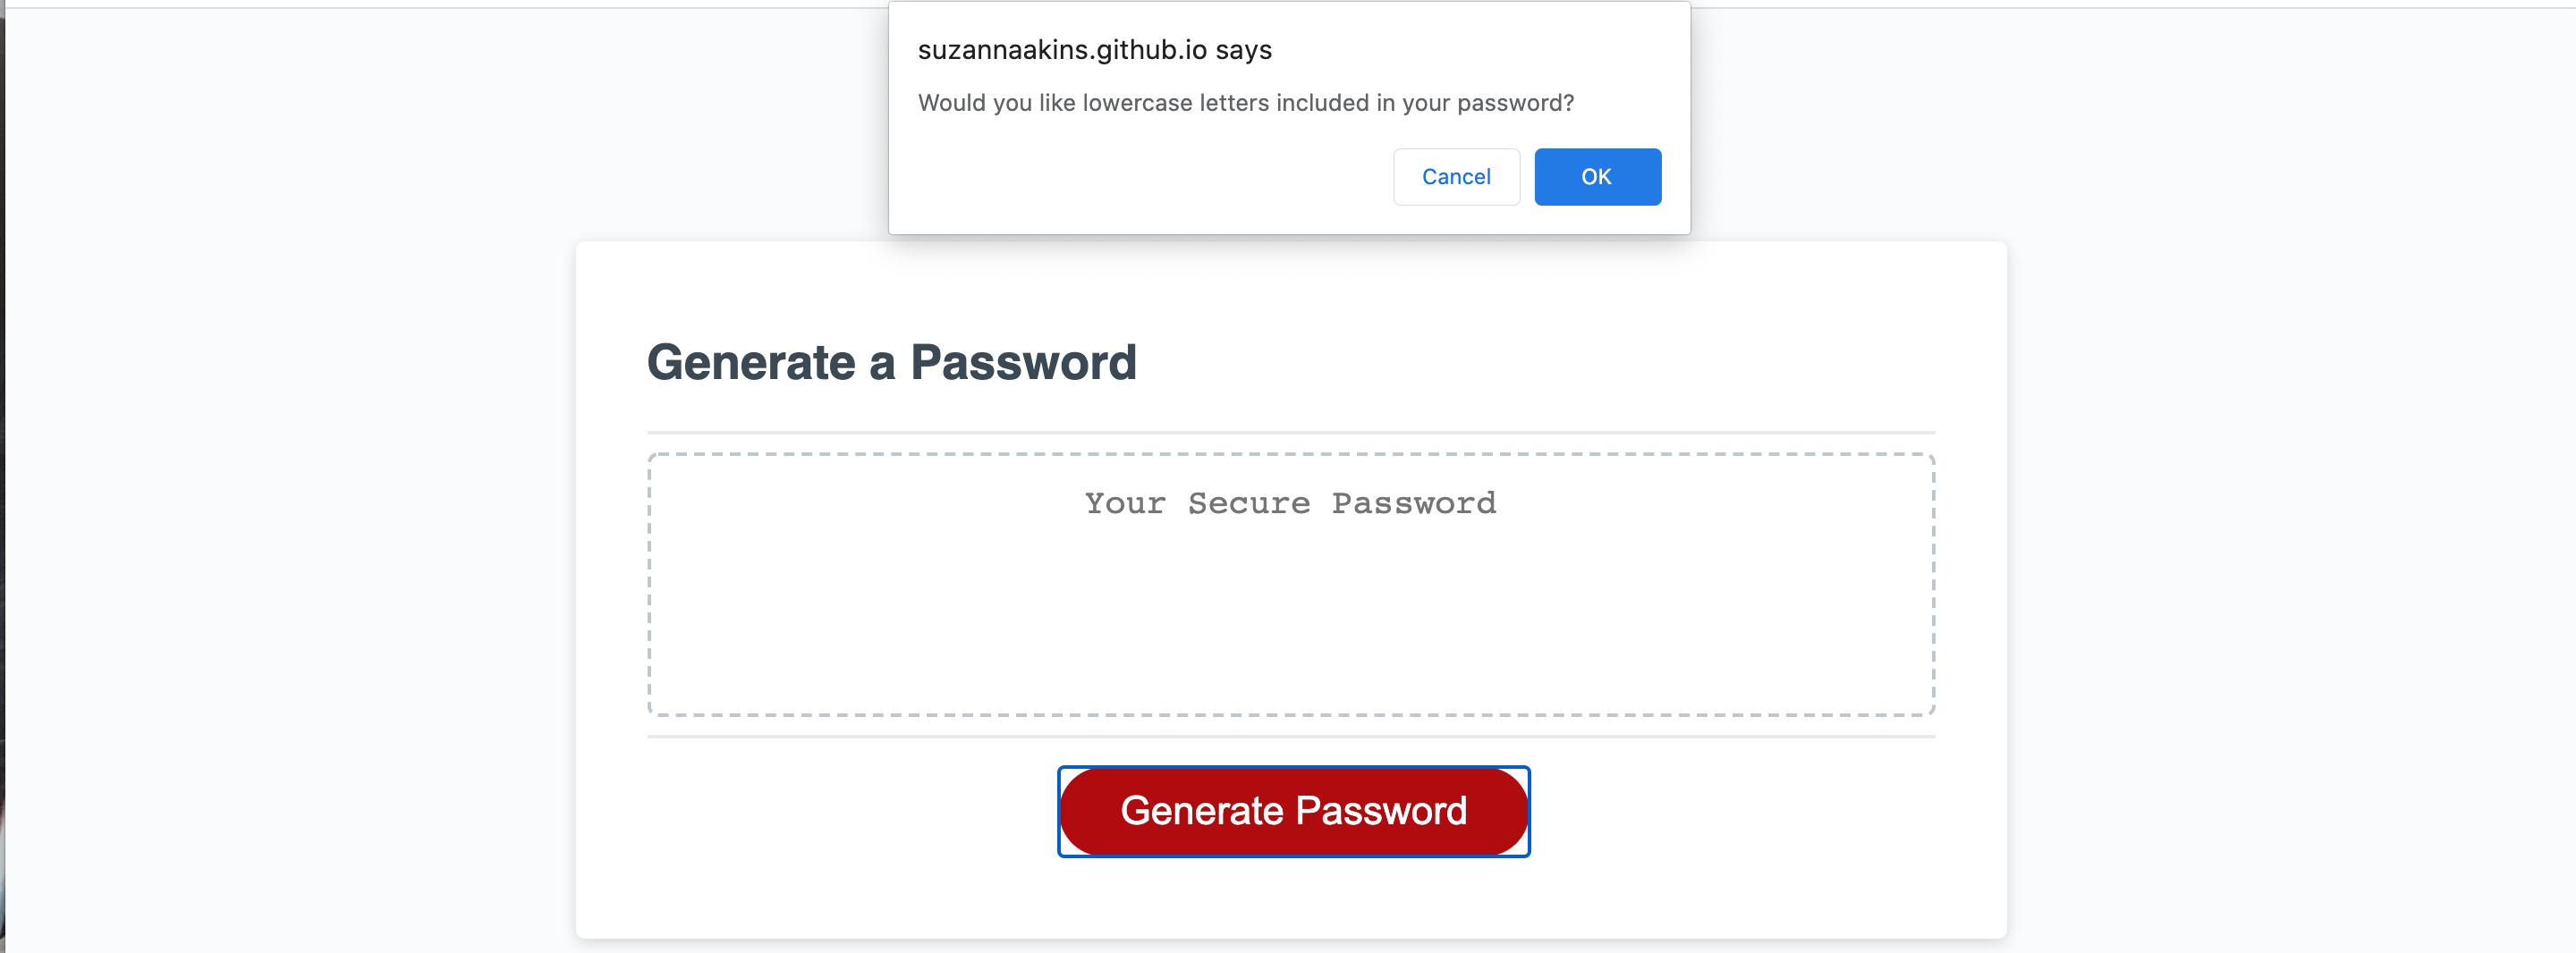 suzannaakins.github.io says
Would you like lowercase letters included in your password?
Cancel
OK
Generate a Password
Your Secure Password
Generate Password